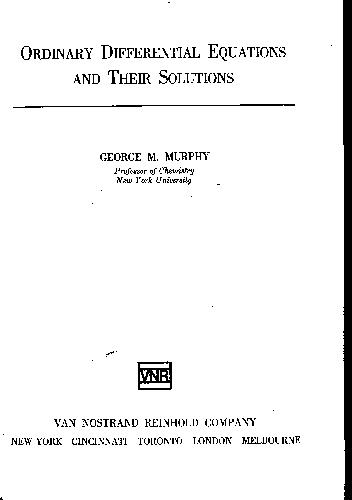 ORDINARY DIFFERENTIAL EQUATIONS
AND THEIR SOLUTIONS
GEORGE M. MURPHY
Professor of Chemistry
New York University
VNR
VAN NOSTRAND REINHOLD COMPANY
NEW YORK CINCINNATI TORONTO LONDON MELBOURNE